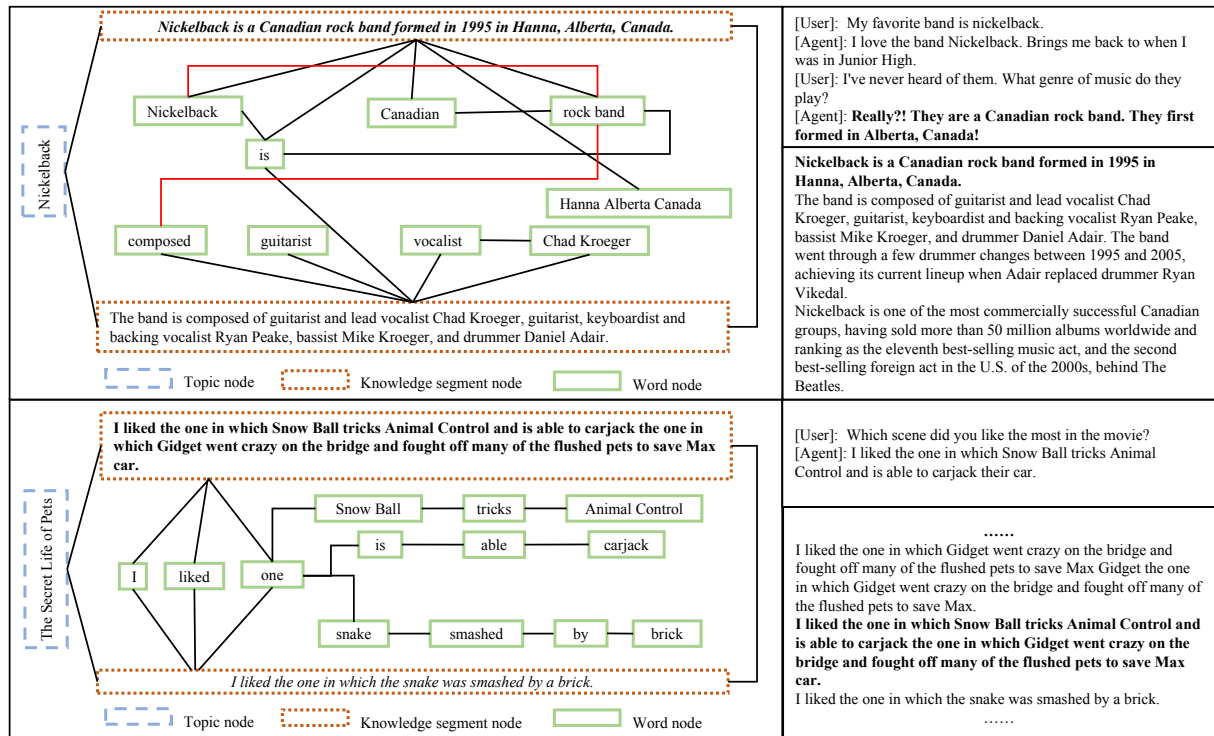 Nickelback is a Canadian rock band formed in 1995 in Hanna, Alberta, Canada.
Nickelback
Canadian
rock band
is
Nickelback
Hanna Alberta Canada
composed
guitarist
vocalist
Chad Kroeger
The band is composed of guitarist and lead vocalist Chad Kroeger, guitarist, keyboardist and
backing vocalist Ryan Peake, bassist Mike Kroeger, and drummer Daniel Adair.
Topic node
Knowledge segment node
Word node
[User]: My favorite band is nickelback.
[Agent]: I love the band Nickelback. Brings me back to when I
was in Junior High.
[User]: I've never heard of them. What genre of music do they
play?
[Agent]: Really?! They are a Canadian rock band. They first
formed in Alberta, Canada!
Nickelback is a Canadian rock band formed in 1995 in
Hanna, Alberta, Canada.
The band is composed of guitarist and lead vocalist Chad
Kroeger, guitarist, keyboardist and backing vocalist Ryan Peake,
bassist Mike Kroeger, and drummer Daniel Adair. The band
went through a few drummer changes between 1995 and 2005,
achieving its current lineup when Adair replaced drummer Ryan
Vikedal.
Nickelback is one of the most commercially successful Canadian
groups, having sold more than 50 million albums worldwide and
ranking as the eleventh best-selling music act, and the second
best-selling foreign act in the U.S. of the 2000s, behind The
Beatles.
I liked the one in which Snow Ball tricks Animal Control and is able to carjack the one in
which Gidget went crazy on the bridge and fought off many of the flushed pets to save Max
car.
The Secret Life of Pets
Snow Ball
tricks
Animal Control
is
able
carjack
I
liked
one
snake
smashed
by
brick
I liked the one in which the snake was smashed by a brick.
Topic node
Knowledge segment node
Word node
[User]: Which scene did you like the most in the movie?
[Agent]: I liked the one in which Snow Ball tricks Animal
Control and is able to carjack their car.
......
I liked the one in which Gidget went crazy on the bridge and
fought off many of the flushed pets to save Max Gidget the one
in which Gidget went crazy on the bridge and fought off many of
the flushed pets to save Max.
I liked the one in which Snow Ball tricks Animal Control and
is able to carjack the one in which Gidget went crazy on the
bridge and fought off many of the flushed pets to save Max
car.
I liked the one in which the snake was smashed by a brick.
......